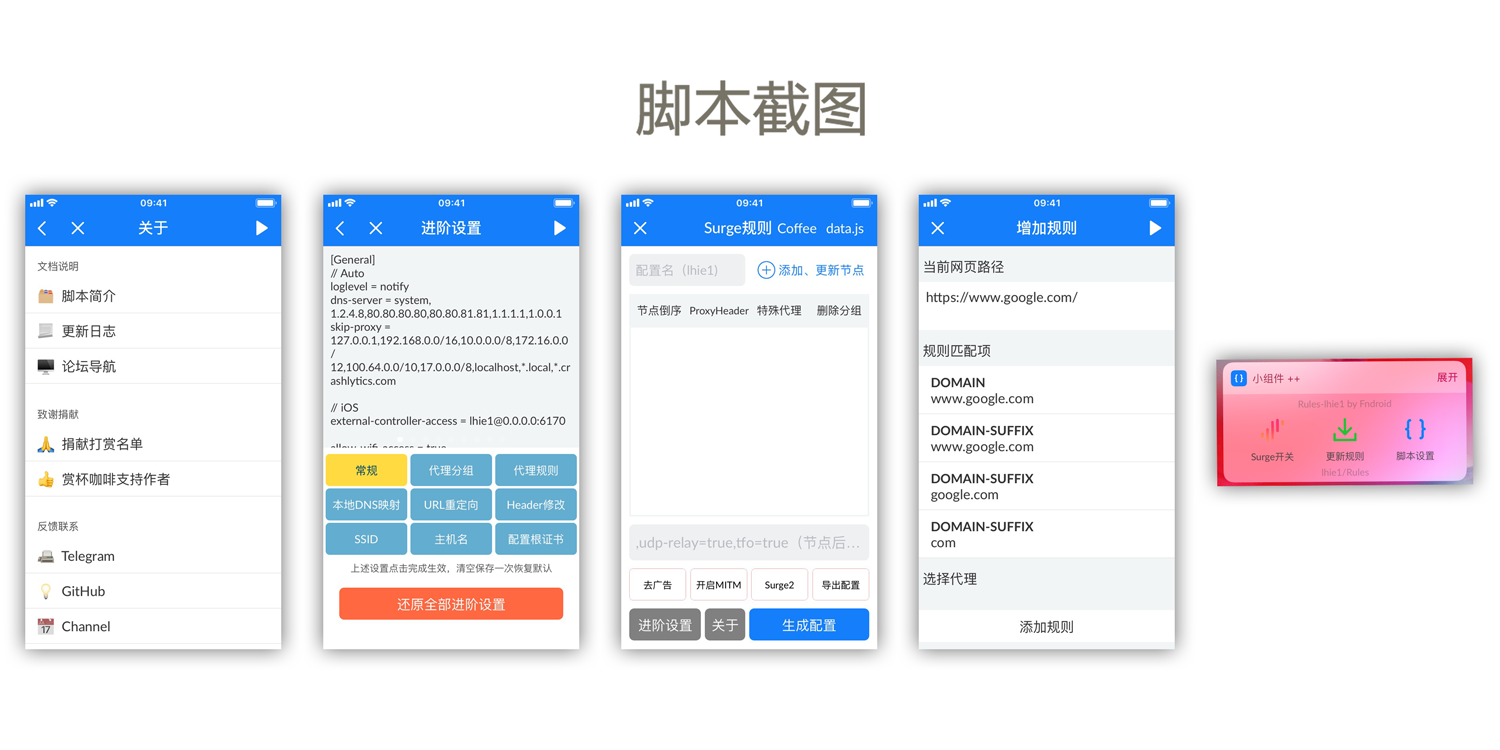 脚本截图
09:41
关于
文档说明
脚本简介
更新日志
论坛导航
致谢捐献
捐献打赏名单
赏杯咖啡支持作者
反馈联系
Telegram
GitHub
Channel
09:41
进阶设置
[General]
// Auto
loglevel = notify
dns-server = system,
1.2.4.8,80.80.80.80,80.80.81.81,1.1.1.1,1.0.0.1
skip-proxy =
127.0.0.1,192.168.0.0/16,10.0.0.0/8,172.16.0.0
/
12,100.64.0.0/10,17.0.0.0/8,localhost,*.local,*.cr
ashlytics.com
// iOS
external-controller-access = lhie1@0.0.0.0:6170
allow-wifi-access = true
常规 代理分组 代理规则
本地DNS映射 URL重定向 Header修改
SSID 主机名 配置根证书
上述设置点击完成生效，清空保存一次恢复默认
还原全部进阶设置
09:41
Surge规则 Coffee data.js
配置名（lhie1） 添加、更新节点
节点倒序 ProxyHeader 特殊代理 删除分组
,udp-relay=true,tfo=true（节点后…
去广告 开启MITM Surge2 导出配置
进阶设置 关于 生成配置
09:41
增加规则
当前网页路径
https://www.google.com/
规则匹配项
DOMAIN
www.google.com
DOMAIN-SUFFIX
www.google.com
DOMAIN-SUFFIX
google.com
DOMAIN-SUFFIX
com
选择代理
添加规则
小组件 ++ 展开
Rules-lhie1 by Fndroid
Surge开关 更新规则 脚本设置
lhie1/Rules